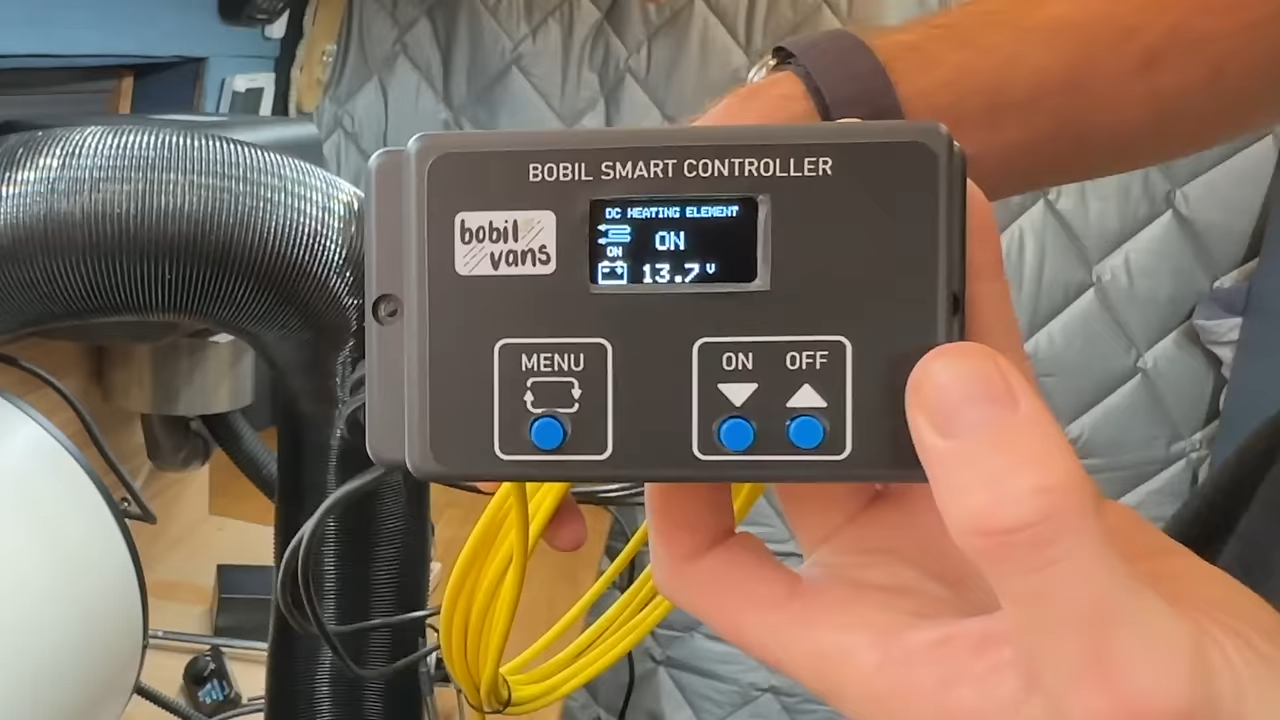 BOBIL SMART CONTROLLER
bobil
vans
DC HEATING ELEMENT
ON
ON
13.7 V
MENU
ON OFF